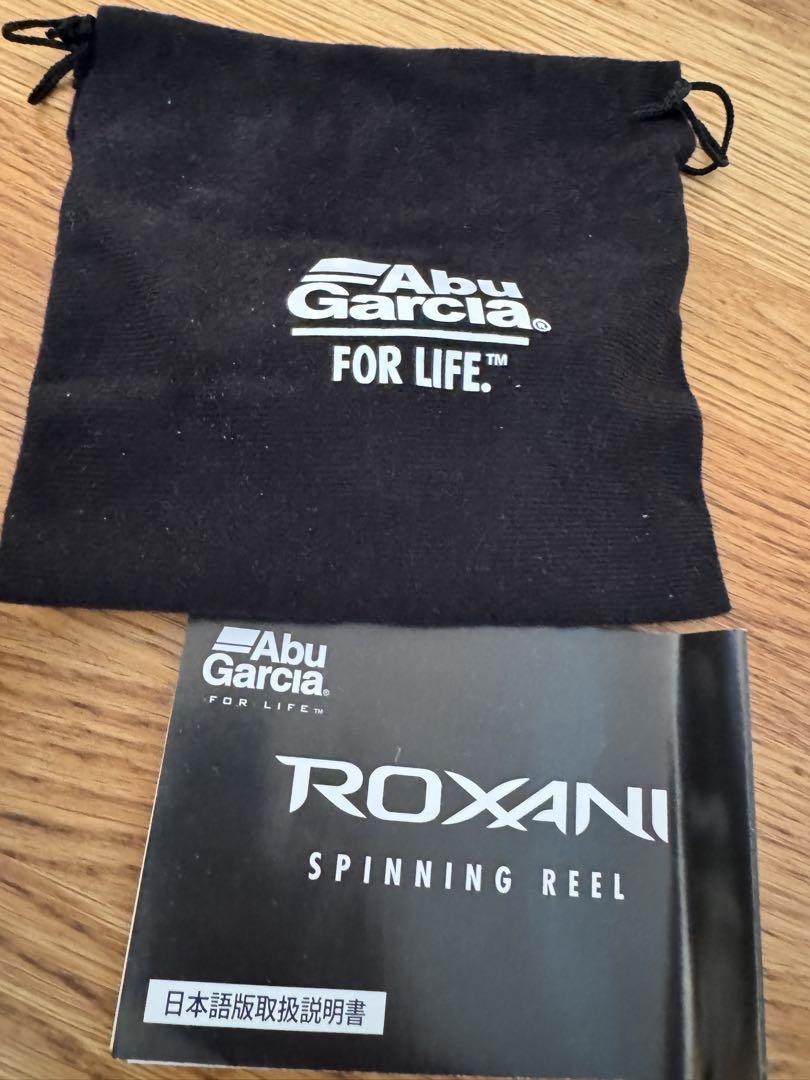 Abu
Garcia®
FOR LIFE.™
Abu
Garcia®
FOR LIFE™
ROXANI
SPINNING REEL
日本語版取扱説明書